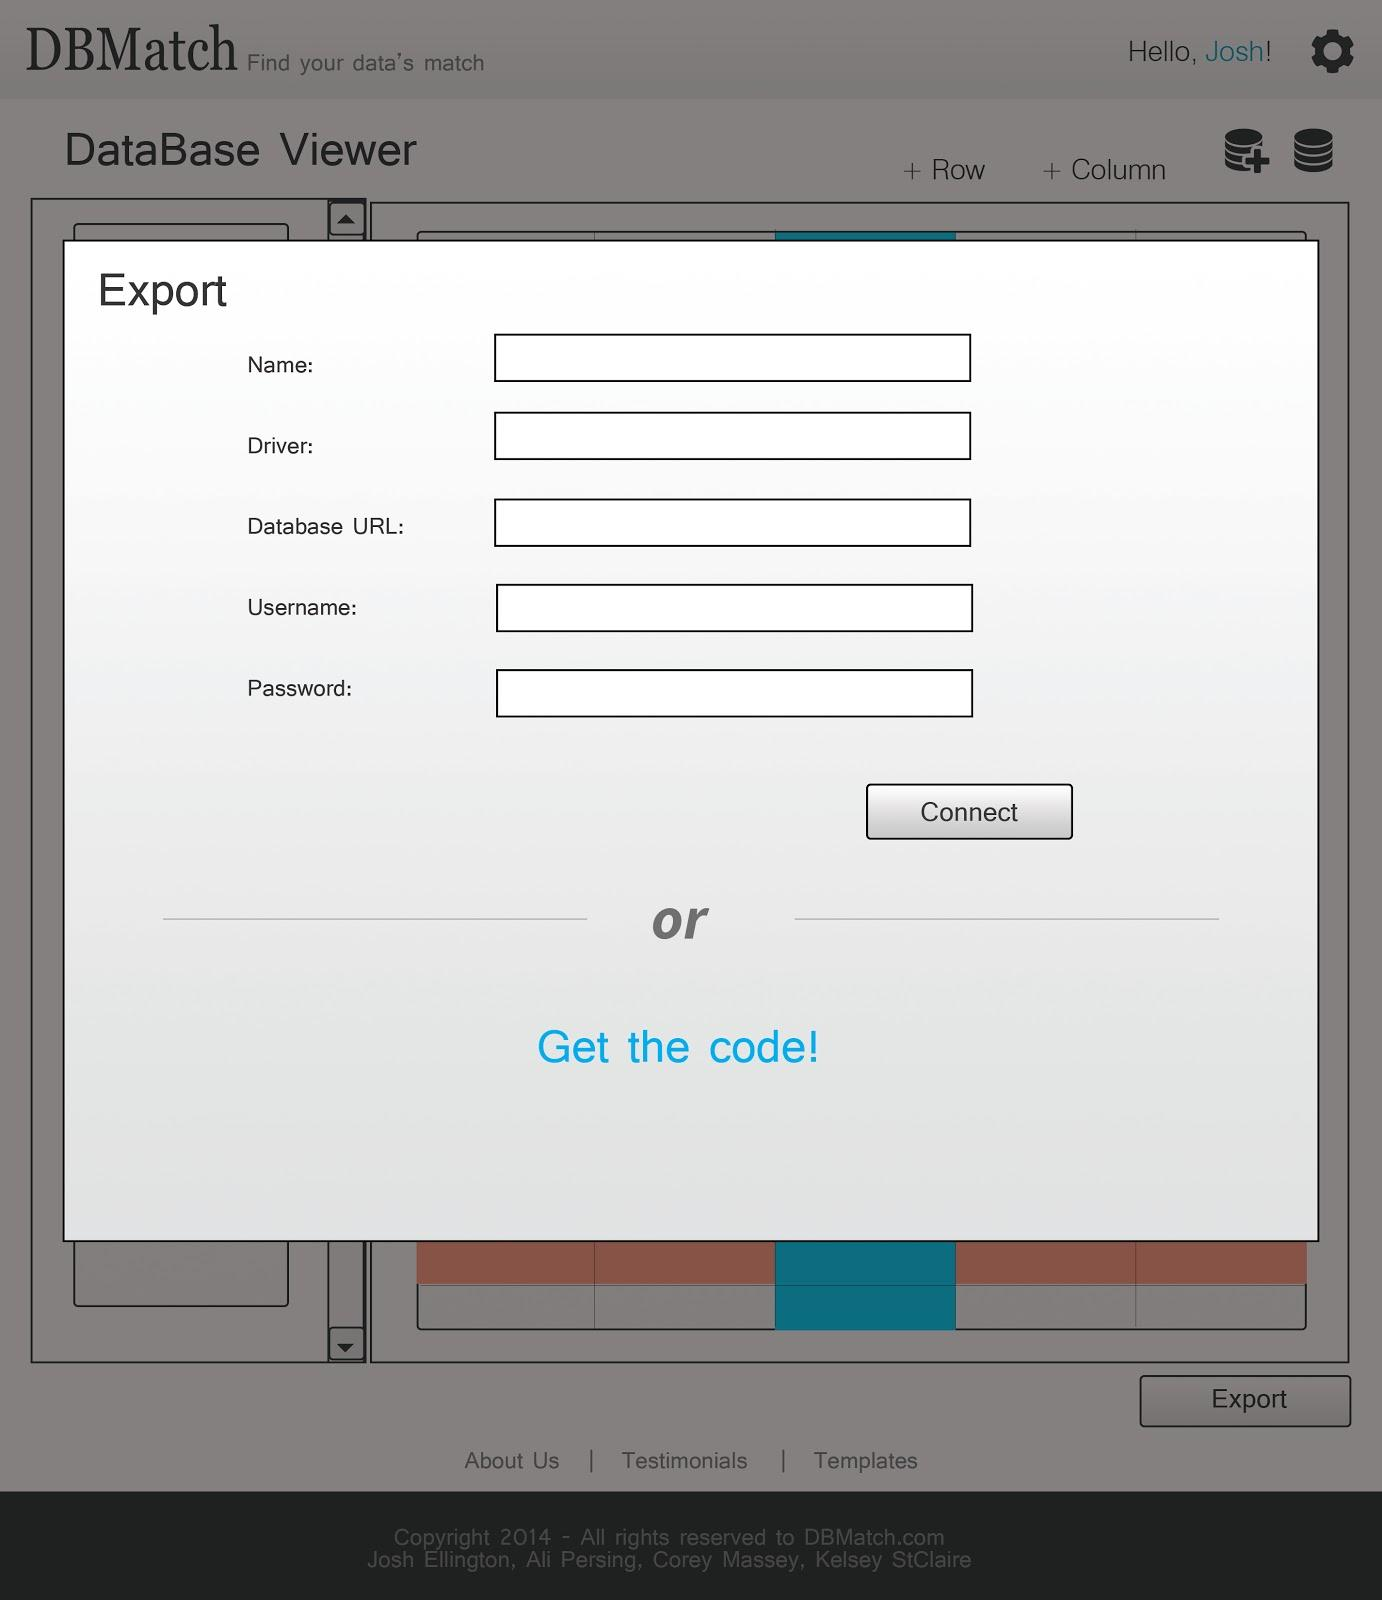 DBMatch Find your data's match
Hello, Josh!
DataBase Viewer
+ Row
+ Column
Export
Name:
Driver:
Database URL:
Username:
Password:
Connect
or
Get the code!
Export
About Us | Testimonials | Templates
Copyright 2014 - All rights reserved to DBMatch.com
Josh Ellington, Ali Persing, Corey Massey, Kelsey StClaire